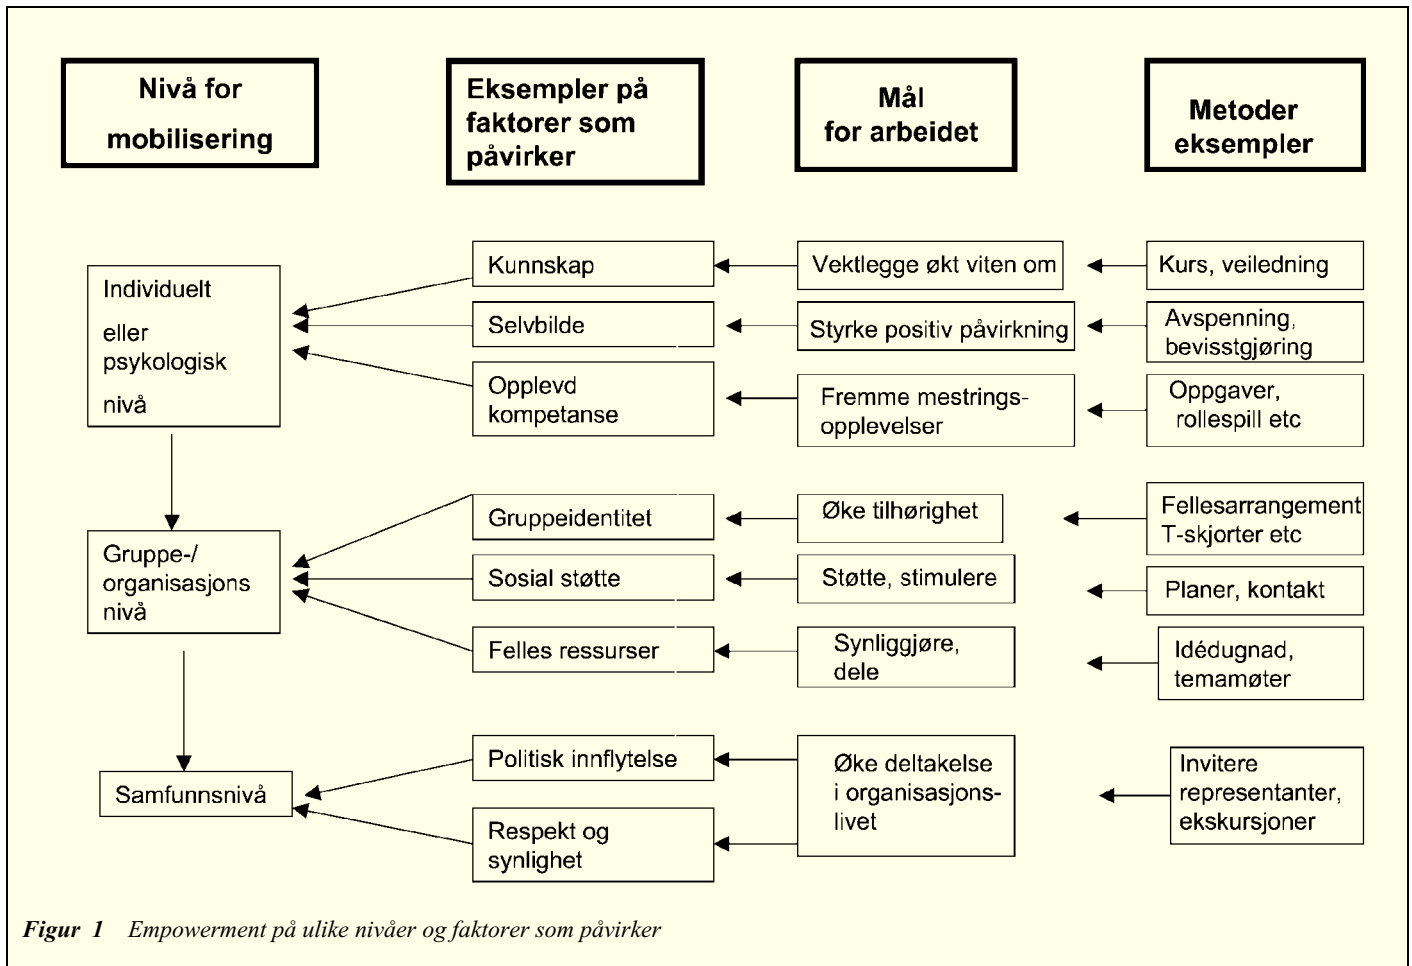 Nivå for
mobilisering
Eksempler på
faktorer som
påvirker
Mål
for arbeidet
Metoder
eksempler
Individuelt
eller
psykologisk
nivå
Kunnskap
Vektlegge økt viten om
Kurs, veiledning
Selvbilde
Styrke positiv påvirkning
Avspenning,
bevisstgjøring
Opplevd
kompetanse
Fremme mestrings-
opplevelser
Oppgaver,
rollespill etc
Gruppe-/
organisasjons
nivå
Gruppeidentitet
Øke tilhørighet
Fellesarrangement
T-skjorter etc
Sosial støtte
Støtte, stimulere
Planer, kontakt
Felles ressurser
Synliggjøre,
dele
Idédugnad,
temamøter
Samfunnsnivå
Politisk innflytelse
Respekt og
synlighet
Øke deltakelse
i organisasjons-
livet
Invitere
representanter,
ekskursjoner
Figur 1 Empowerment på ulike nivåer og faktorer som påvirker